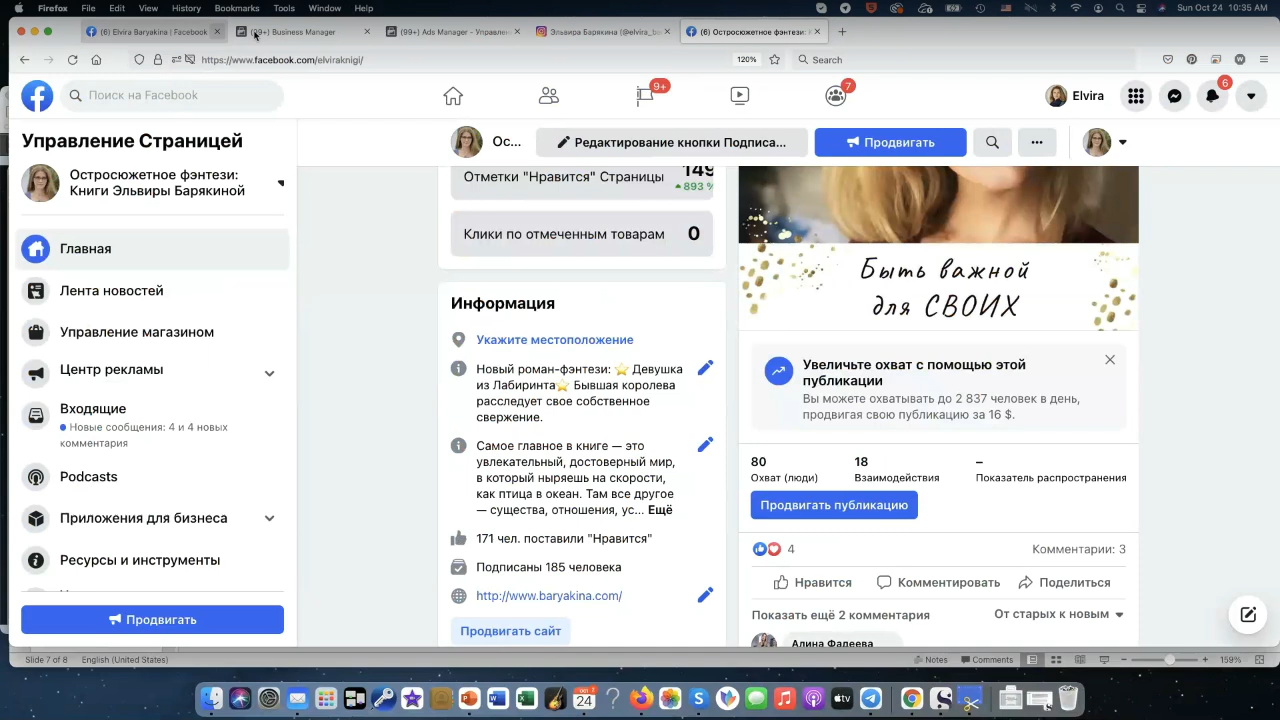 Firefox File Edit View History Bookmarks Tools Window Help Sun Oct 24 10:35 AM
(6) Elvira Baryakina | Facebook
(99+) Business Manager
(99+) Ads Manager - Управлен
Эльвира Барякина (@elvira_ba
(6) Остросюжетное фэнтези: К
https://www.facebook.com/elviraknigi/
120%
Search
Поиск на Facebook
9+
7
Elvira
6
Управление Страницей
Остросюжетное фэнтези:
Книги Эльвиры Барякиной
Главная
Лента новостей
Управление магазином
Центр рекламы
Входящие
Новые сообщения: 4 и 4 новых
комментария
Podcasts
Приложения для бизнеса
Ресурсы и инструменты
Продвигать
Ос...
Редактирование кнопки Подписа...
Продвигать
Отметки "Нравится" Страницы 149
893 %
Клики по отмеченным товарам 0
Информация
Укажите местоположение
Новый роман-фэнтези: ⭐ Девушка
из Лабиринта⭐ Бывшая королева
расследует свое собственное
свержение.
Самое главное в книге — это
увлекательный, достоверный мир,
в который ныряешь на скорости,
как птица в океан. Там все другое
— существа, отношения, ус... Ещё
171 чел. поставили "Нравится"
Подписаны 185 человека
http://www.baryakina.com/
Продвигать сайт
Быть важной
для СВОИХ
Увеличьте охват с помощью этой
публикации
Вы можете охватывать до 2 837 человек в день,
продвигая свою публикацию за 16 $.
80 18 –
Охват (люди) Взаимодействия Показатель распространения
Продвигать публикацию
4 Комментарии: 3
Нравится Комментировать Поделиться
Показать ещё 2 комментария От старых к новым
Алина Фадеева
Slide 7 of 8 English (United States) Notes Comments 159%
OCT
24